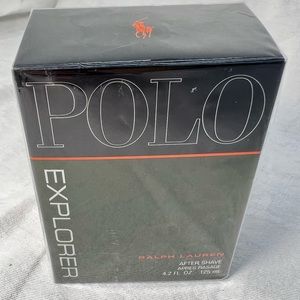 POLO
EXPLORER
RALPH LAUREN
AFTER SHAVE
APRÈS RASAGE
4.2 FL. OZ. 125 mL